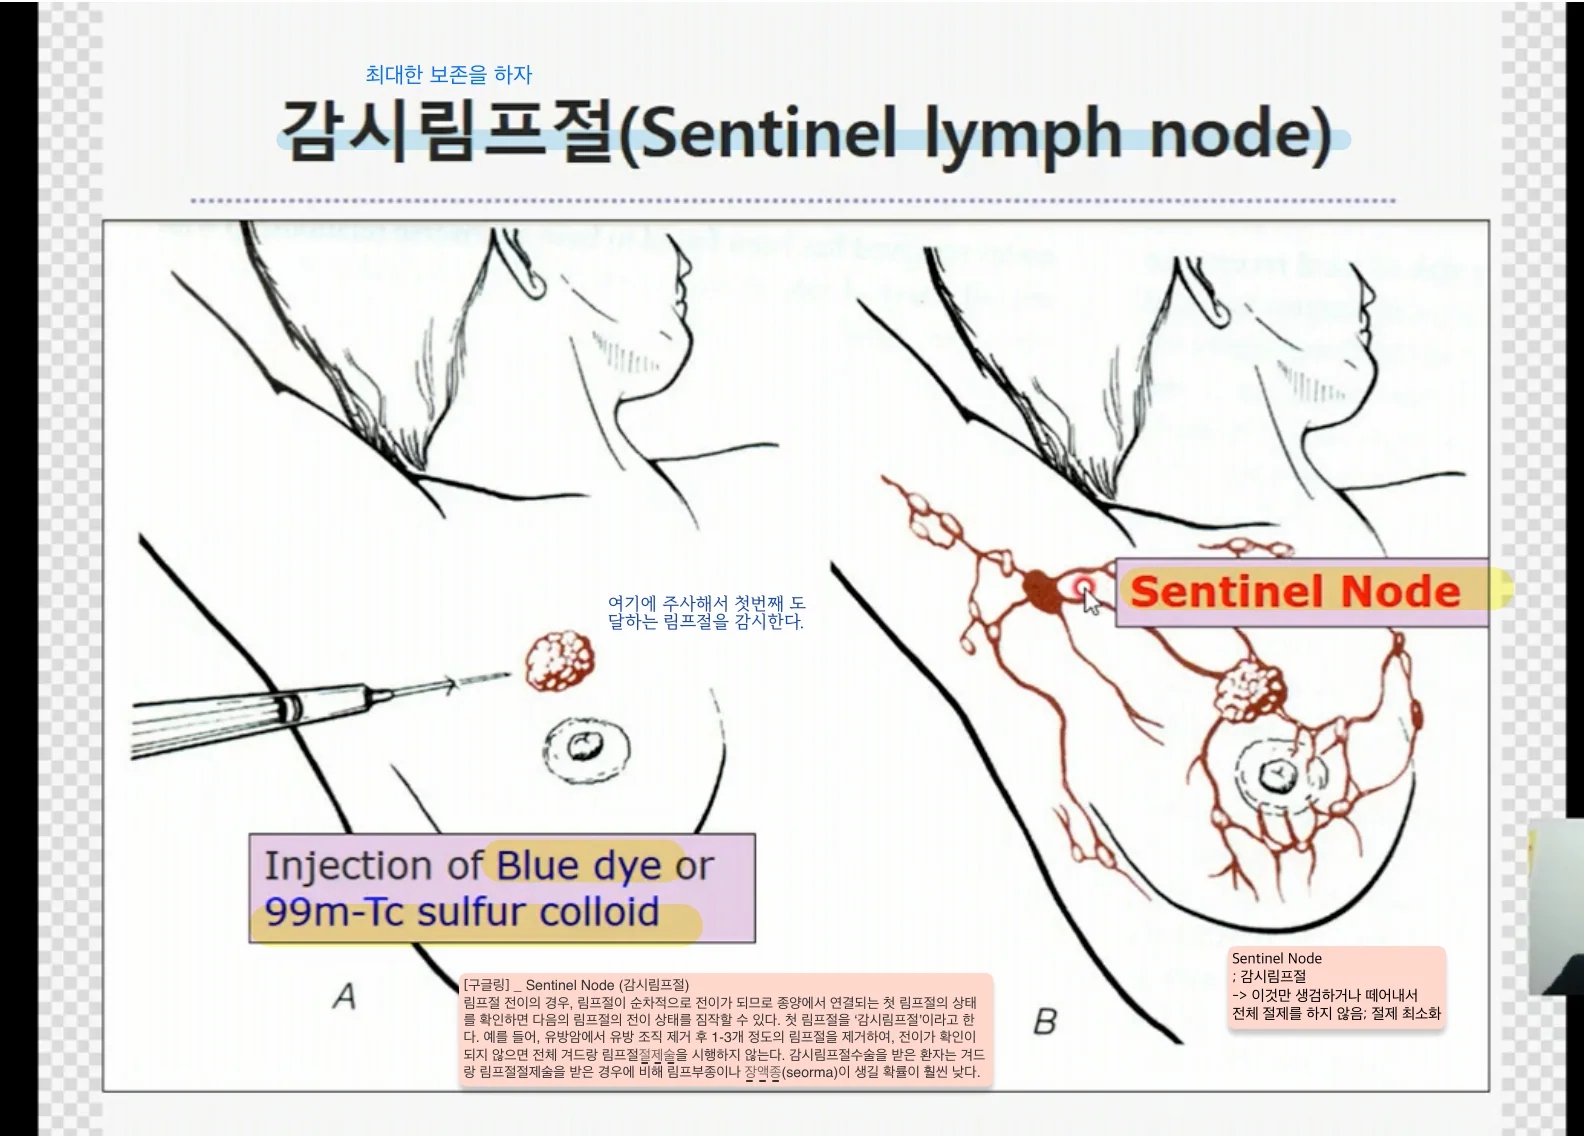 최대한 보존을 하자
감시림프절(Sentinel lymph node)
여기에 주사해서 첫번째 도
달하는 림프절을 감시한다.
Sentinel Node
Injection of Blue dye or
99m-Tc sulfur colloid
A
[구글링] _ Sentinel Node (감시림프절)
림프절 전이의 경우, 림프절이 순차적으로 전이가 되므로 종양에서 연결되는 첫 림프절의 상태
를 확인하면 다음의 림프절의 전이 상태를 짐작할 수 있다. 첫 림프절을 ‘감시림프절’이라고 한
다. 예를 들어, 유방암에서 유방 조직 제거 후 1-3개 정도의 림프절을 제거하여, 전이가 확인이
되지 않으면 전체 겨드랑 림프절절제술을 시행하지 않는다. 감시림프절수술을 받은 환자는 겨드
랑 림프절절제술을 받은 경우에 비해 림프부종이나 장액종(seorma)이 생길 확률이 훨씬 낮다.
B
Sentinel Node
; 감시림프절
-> 이것만 생검하거나 떼어내서
전체 절제를 하지 않음; 절제 최소화